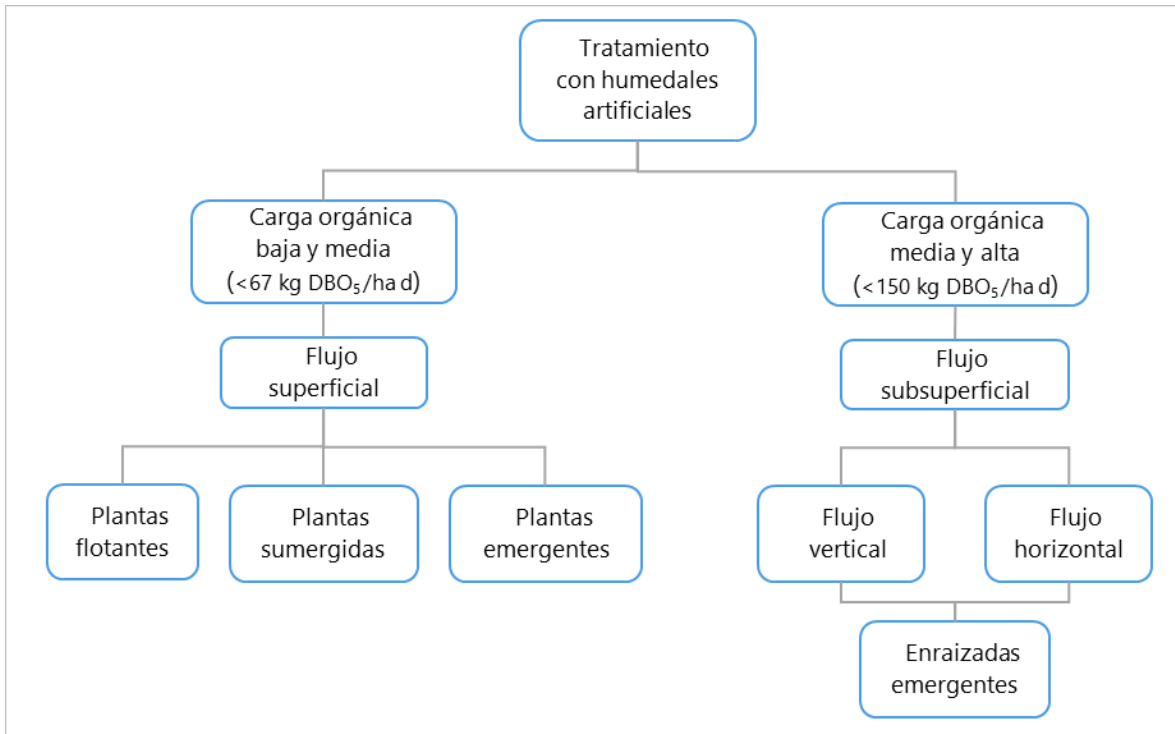 Tratamiento
con humedales
artificiales
Carga orgánica
baja y media
(<67 kg DBO₅/ha d)
Carga orgánica
media y alta
(<150 kg DBO₅/ha d)
Flujo
superficial
Flujo
subsuperficial
Plantas
flotantes
Plantas
sumergidas
Plantas
emergentes
Flujo
vertical
Flujo
horizontal
Enraizadas
emergentes